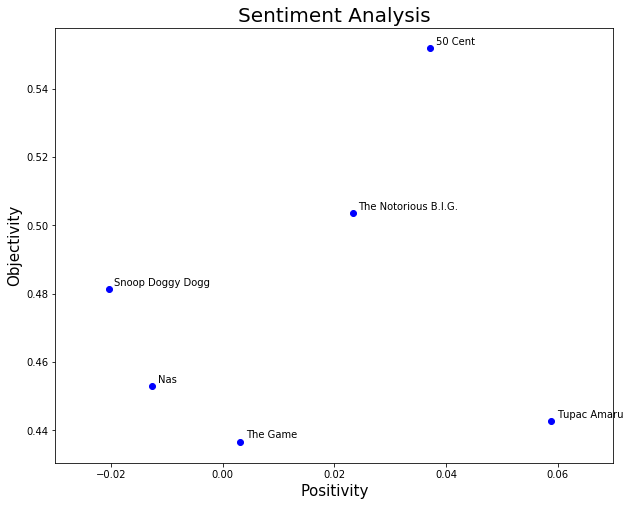 Sentiment Analysis
50 Cent
0.54
0.52
The Notorious B.I.G.
0.50
Objectivity
Snoop Doggy Dogg
0.48
0.46
Nas
Tupac Amaru
The Game
0.44
−0.02 0.00 0.02 0.04 0.06
Positivity